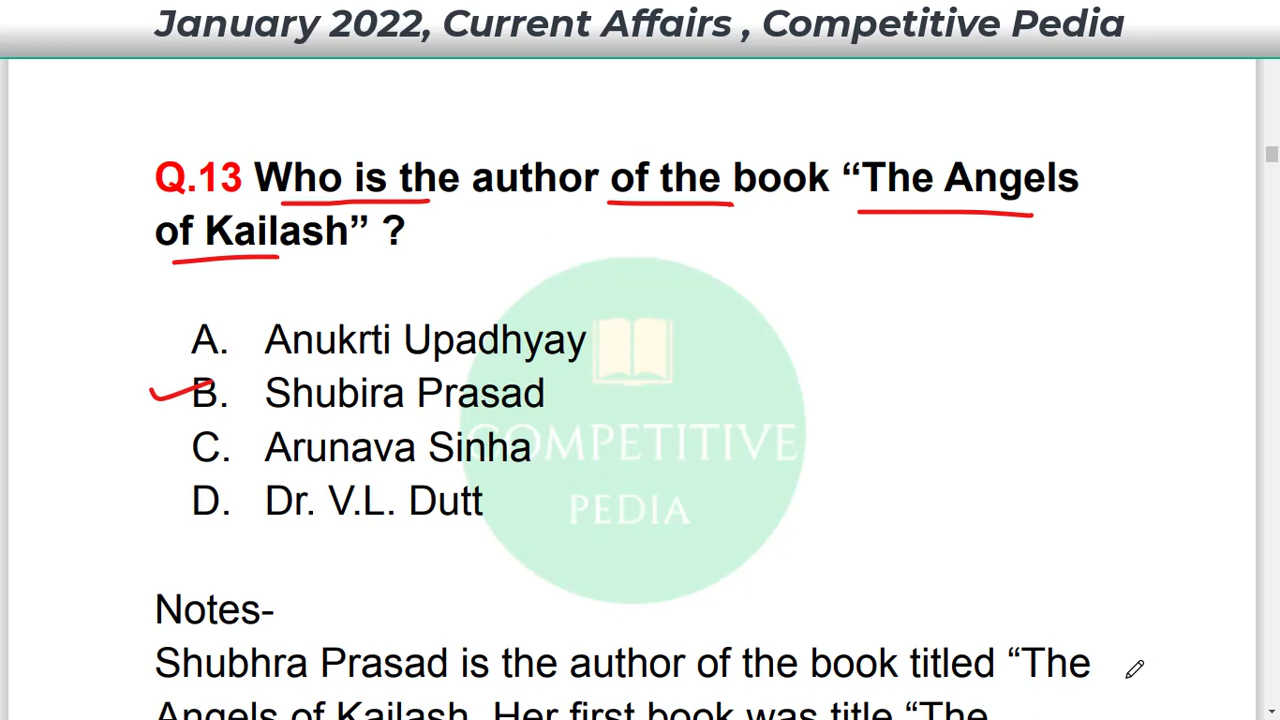 January 2022, Current Affairs , Competitive Pedia
Q.13 Who is the author of the book “The Angels
of Kailash” ?
A. Anukrti Upadhyay
B. Shubira Prasad
C. Arunava Sinha
D. Dr. V.L. Dutt
COMPETITIVE
PEDIA
Notes-
Shubhra Prasad is the author of the book titled “The
Angels of Kailash. Her first book was title “The